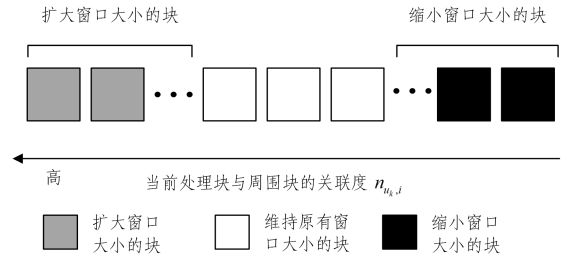 扩大窗口大小的块
缩小窗口大小的块
高
当前处理块与周围块的关联度 n_{u_k,i}
扩大窗口
大小的块
维持原有窗
口大小的块
缩小窗口
大小的块